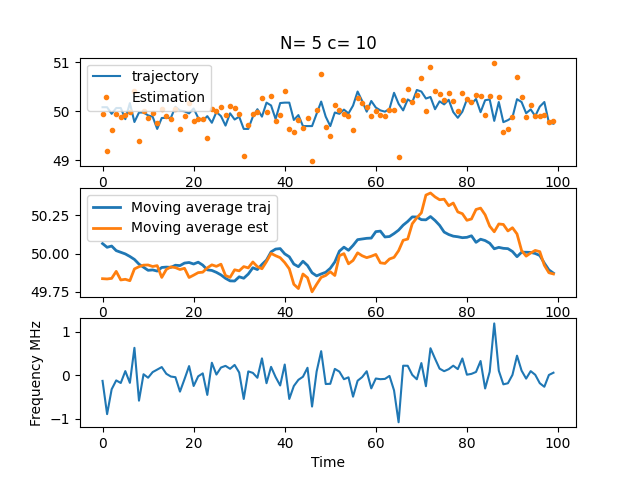 N= 5 c= 10
51
50
49
trajectory
Estimation
0 20 40 60 80 100
50.25
50.00
49.75
Moving average traj
Moving average est
0 20 40 60 80 100
Frequency MHz
1
0
−1
0 20 40 60 80 100
Time